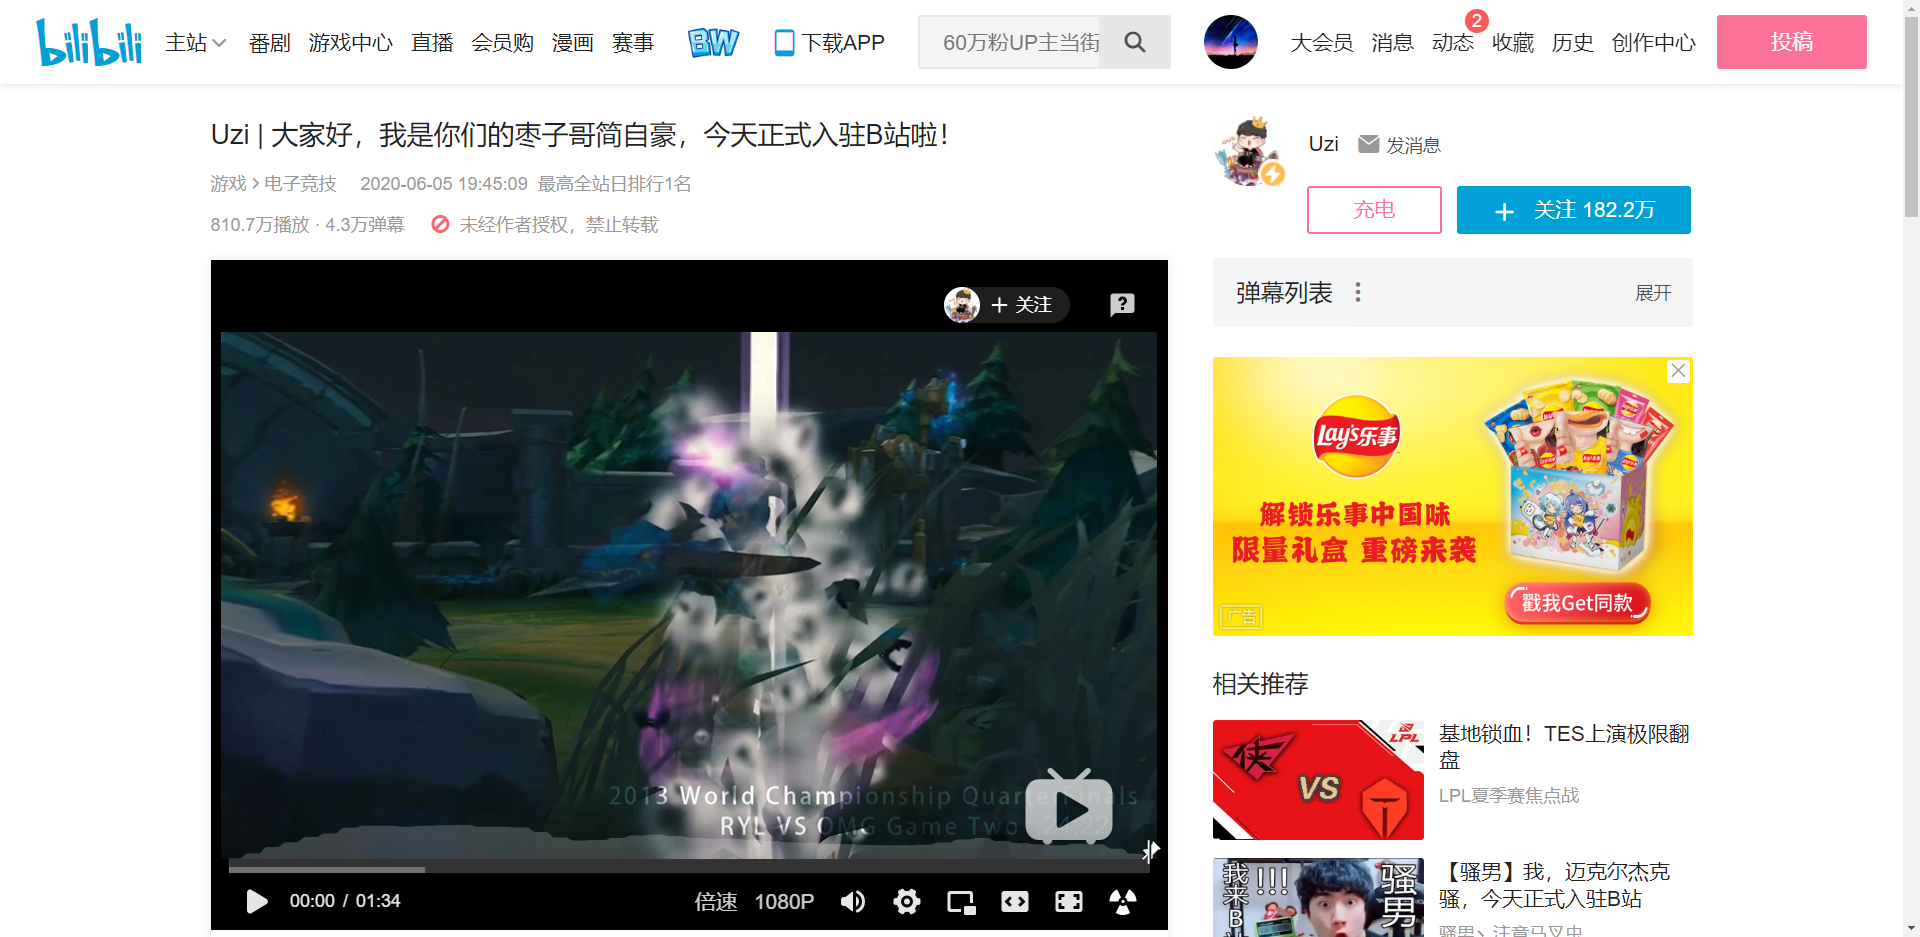 bilibili 主站 番剧 游戏中心 直播 会员购 漫画 赛事 BW 下载APP 60万粉UP主当街 大会员 消息 动态 2 收藏 历史 创作中心 投稿
Uzi | 大家好，我是你们的枣子哥简自豪，今天正式入驻B站啦！
游戏 > 电子竞技 2020-06-05 19:45:09 最高全站日排行1名
810.7万播放 · 4.3万弹幕 未经作者授权，禁止转载
+ 关注
2013 World Championship Quarter Finals
RYL VS OMG Game Two
00:00 / 01:34 倍速 1080P
Uzi 发消息
充电 + 关注 182.2万
弹幕列表 展开
Lay's乐事
解锁乐事中国味
限量礼盒 重磅来袭
戳我Get同款
广告
相关推荐
侠 VS LPL
基地锁血！TES上演极限翻
盘
LPL夏季赛焦点战
我来B
!!!
骚男
【骚男】我，迈克尔杰克
骚，今天正式入驻B站